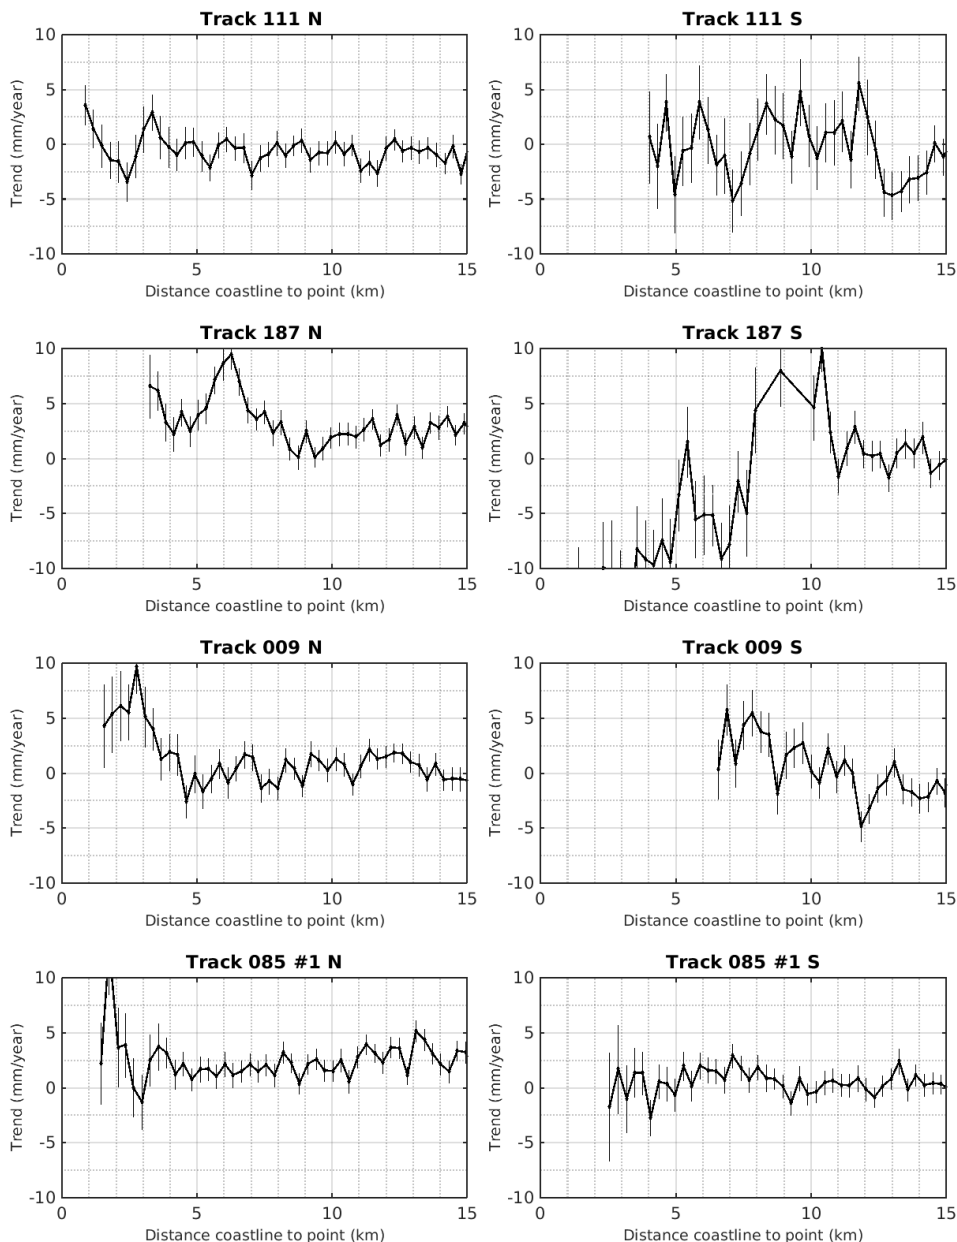 Track 111 N
Trend (mm/year)
10
5
0
-5
-10
0 5 10 15
Distance coastline to point (km)
Track 111 S
Trend (mm/year)
10
5
0
-5
-10
0 5 10 15
Distance coastline to point (km)
Track 187 N
Trend (mm/year)
10
5
0
-5
-10
0 5 10 15
Distance coastline to point (km)
Track 187 S
Trend (mm/year)
10
5
0
-5
-10
0 5 10 15
Distance coastline to point (km)
Track 009 N
Trend (mm/year)
10
5
0
-5
-10
0 5 10 15
Distance coastline to point (km)
Track 009 S
Trend (mm/year)
10
5
0
-5
-10
0 5 10 15
Distance coastline to point (km)
Track 085 #1 N
Trend (mm/year)
10
5
0
-5
-10
0 5 10 15
Distance coastline to point (km)
Track 085 #1 S
Trend (mm/year)
10
5
0
-5
-10
0 5 10 15
Distance coastline to point (km)